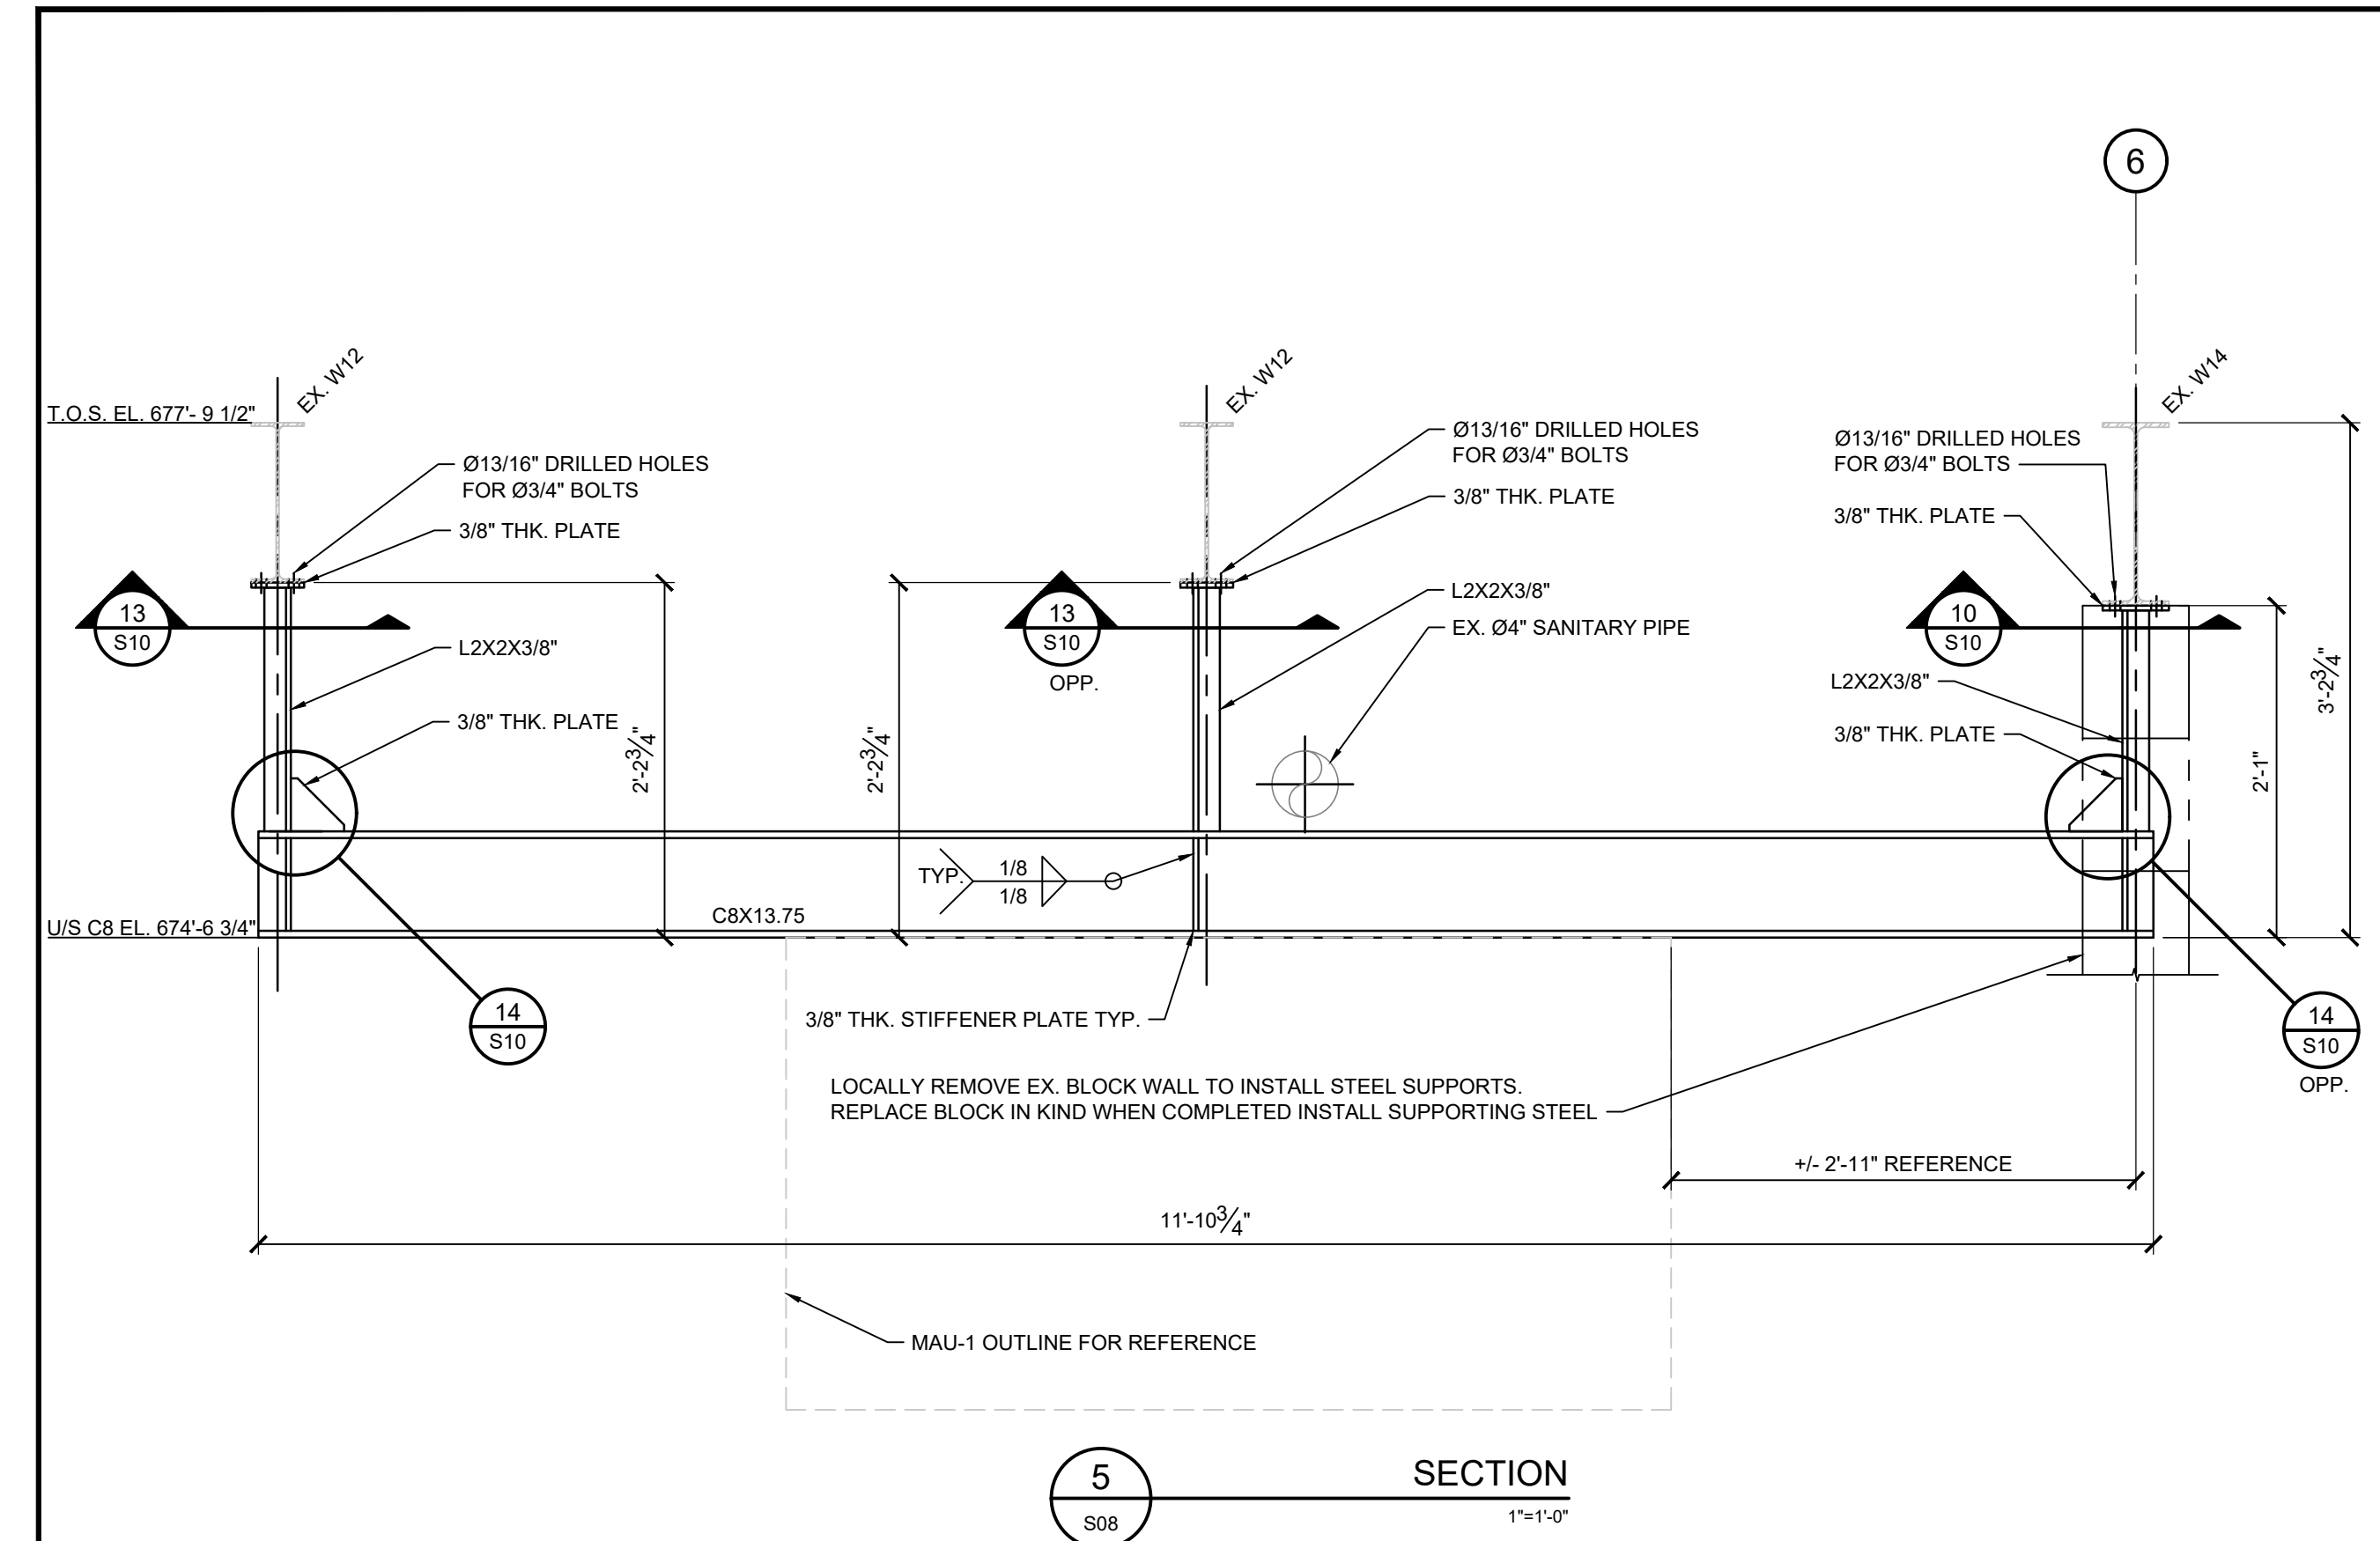 6
EX. W12
EX. W12
EX. W14
T.O.S. EL. 677'- 9 1/2"
Ø13/16" DRILLED HOLES
FOR Ø3/4" BOLTS
3/8" THK. PLATE
Ø13/16" DRILLED HOLES
FOR Ø3/4" BOLTS
3/8" THK. PLATE
Ø13/16" DRILLED HOLES
FOR Ø3/4" BOLTS
3/8" THK. PLATE
13
S10
13
S10
OPP.
10
S10
L2X2X3/8"
3/8" THK. PLATE
L2X2X3/8"
EX. Ø4" SANITARY PIPE
L2X2X3/8"
3/8" THK. PLATE
2'-2 3/4"
2'-2 3/4"
2'-1"
3'-2 3/4"
TYP.
1/8
1/8
C8X13.75
U/S C8 EL. 674'-6 3/4"
14
S10
3/8" THK. STIFFENER PLATE TYP.
14
S10
OPP.
LOCALLY REMOVE EX. BLOCK WALL TO INSTALL STEEL SUPPORTS.
REPLACE BLOCK IN KIND WHEN COMPLETED INSTALL SUPPORTING STEEL
+/- 2'-11" REFERENCE
11'-10 3/4"
MAU-1 OUTLINE FOR REFERENCE
5
S08
SECTION
1"=1'-0"